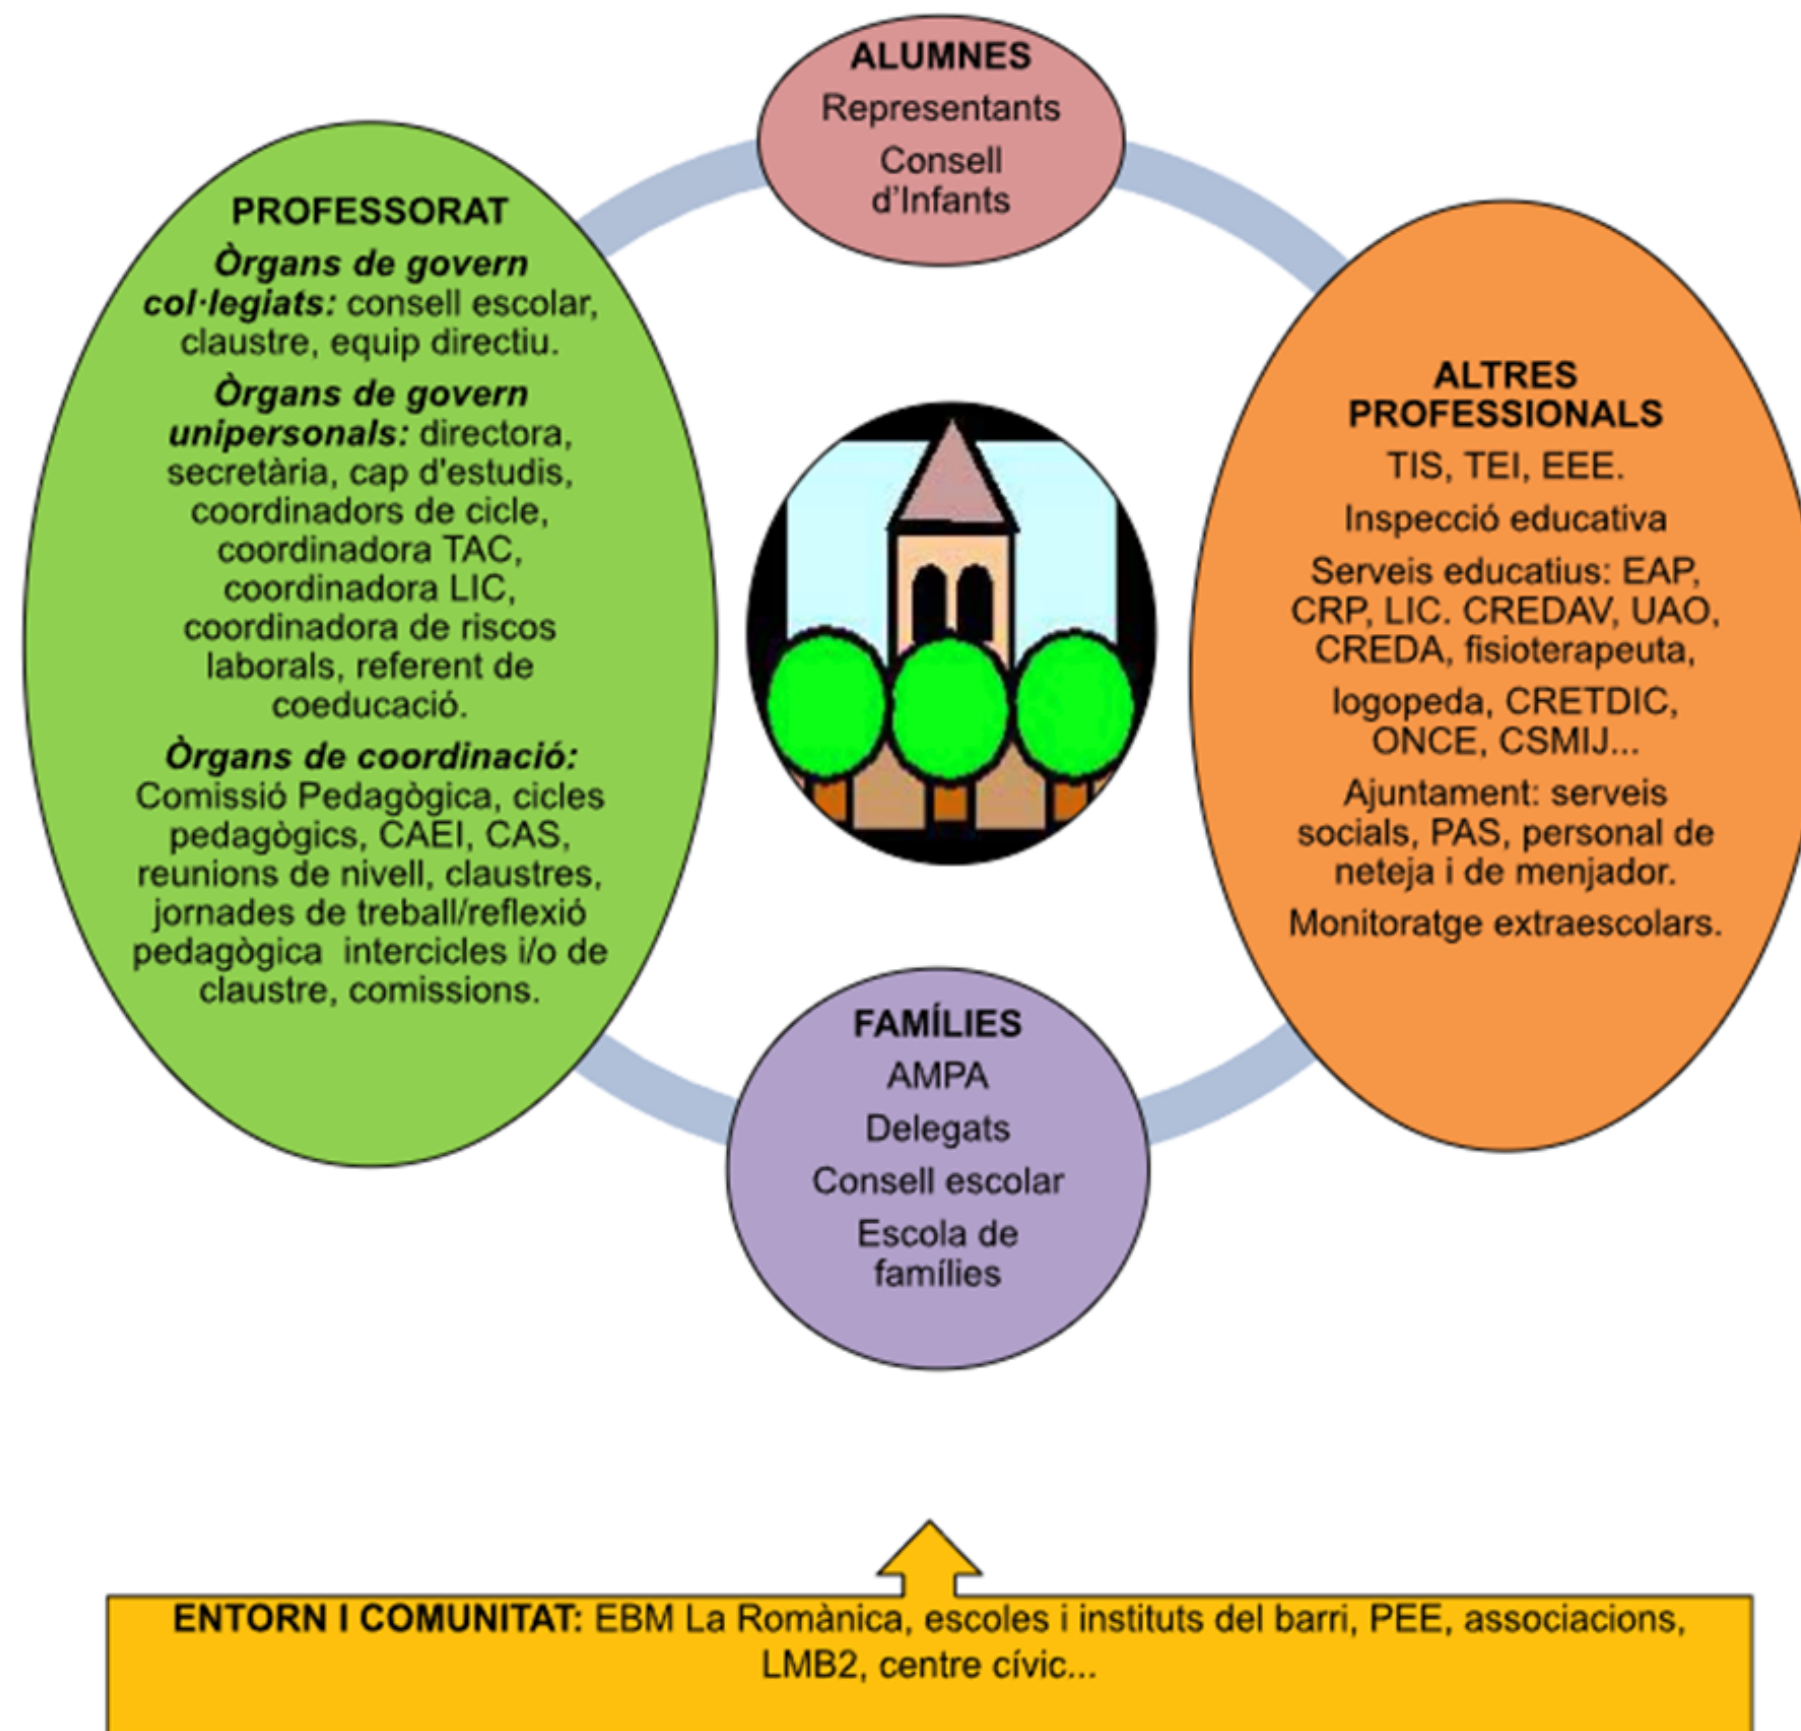 ALUMNES
Representants
Consell
d'Infants
PROFESSORAT
Òrgans de govern
col·legiats: consell escolar,
claustre, equip directiu.
Òrgans de govern
unipersonals: directora,
secretària, cap d'estudis,
coordinadors de cicle,
coordinadora TAC,
coordinadora LIC,
coordinadora de riscos
laborals, referent de
coeducació.
Òrgans de coordinació:
Comissió Pedagògica, cicles
pedagògics, CAEI, CAS,
reunions de nivell, claustres,
jornades de treball/reflexió
pedagògica  intercicles i/o de
claustre, comissions.
ALTRES
PROFESSIONALS
TIS, TEI, EEE.
Inspecció educativa
Serveis educatius: EAP,
CRP, LIC. CREDAV, UAO,
CREDA, fisioterapeuta,
logopeda, CRETDIC,
ONCE, CSMIJ...
Ajuntament: serveis
socials, PAS, personal de
neteja i de menjador.
Monitoratge extraescolars.
FAMÍLIES
AMPA
Delegats
Consell escolar
Escola de
famílies
ENTORN I COMUNITAT: EBM La Romànica, escoles i instituts del barri, PEE, associacions,
LMB2, centre cívic...